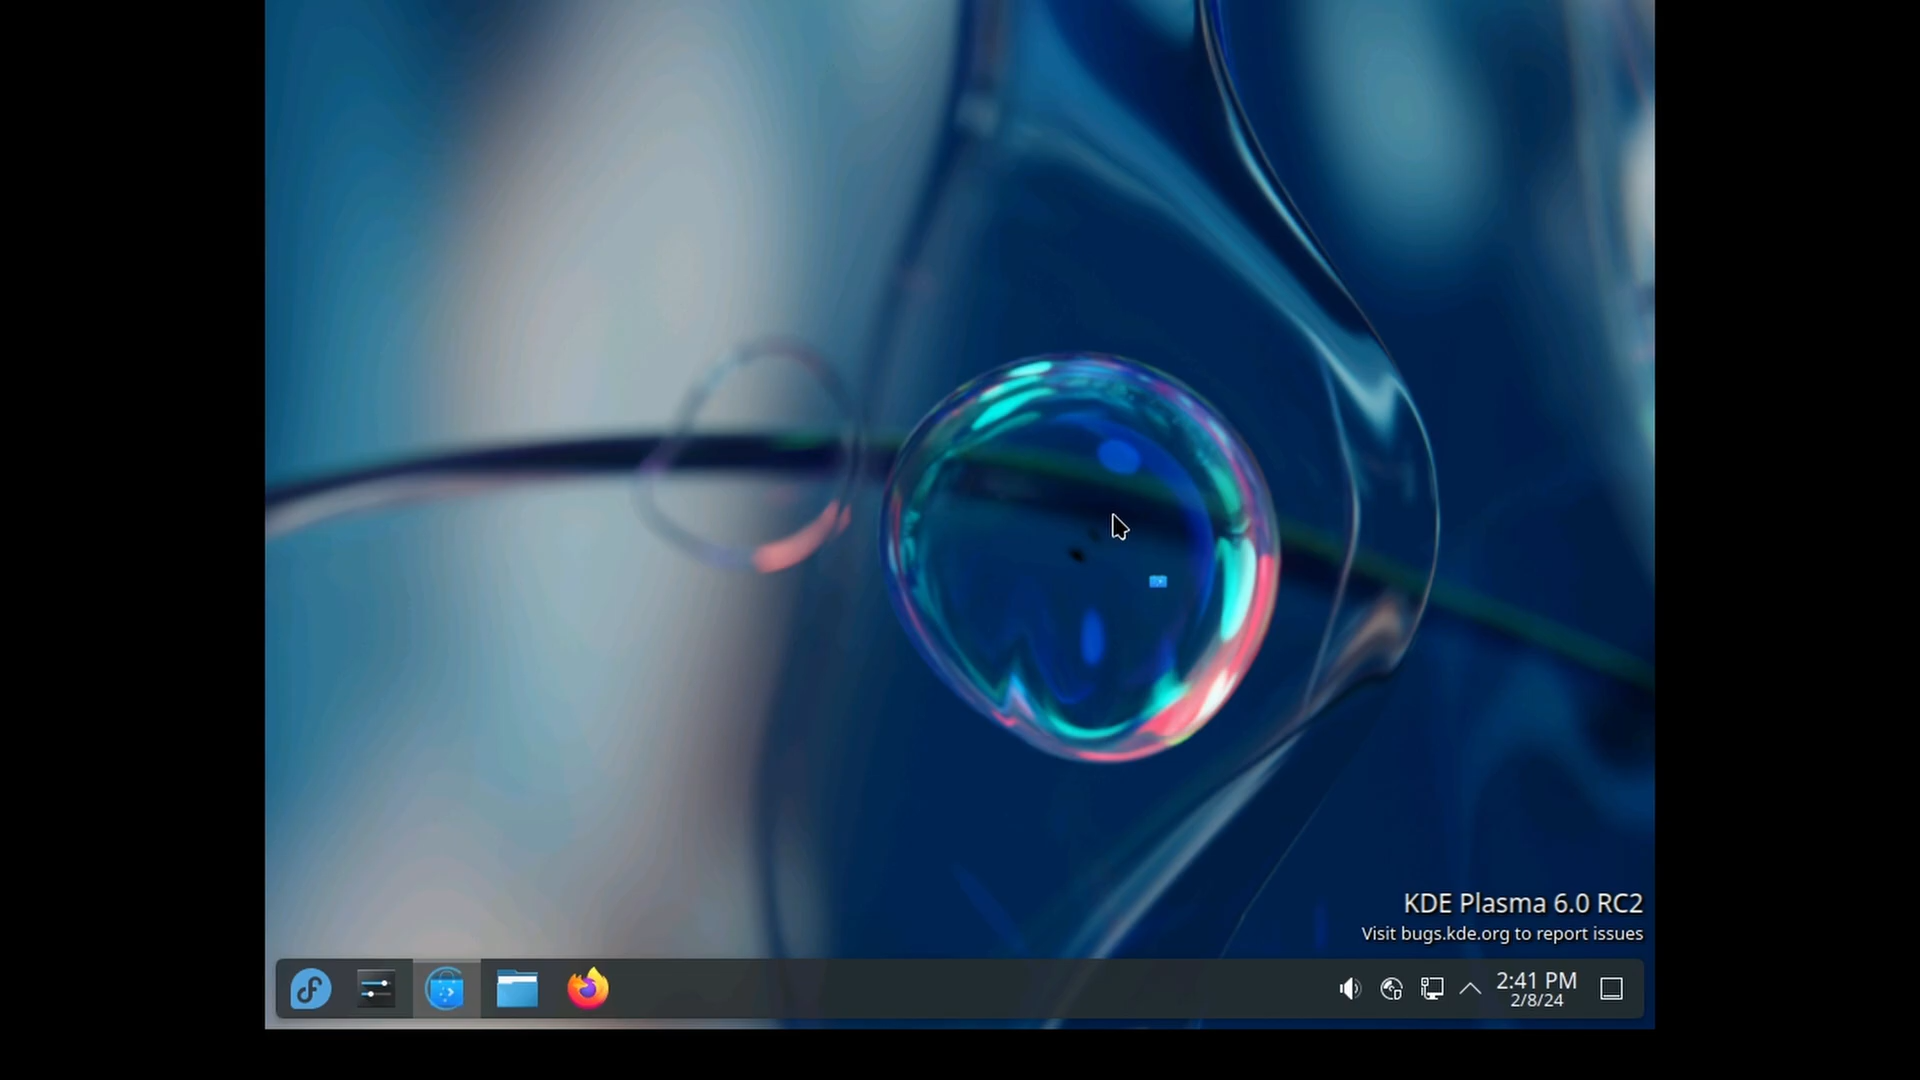 KDE Plasma 6.0 RC2
Visit bugs.kde.org to report issues
2:41 PM
2/8/24